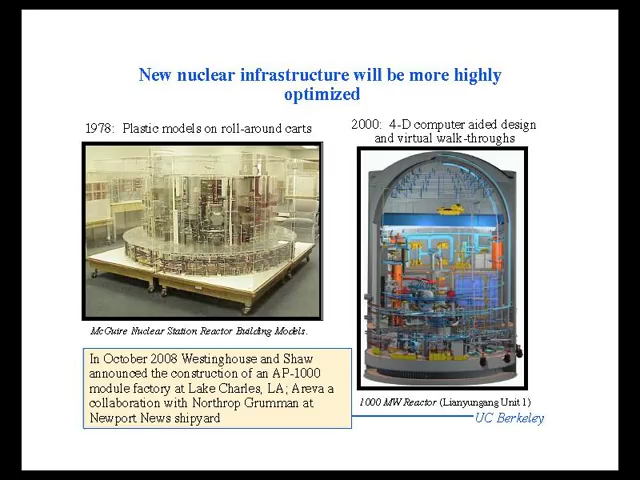 New nuclear infrastructure will be more highly
optimized
1978: Plastic models on roll-around carts
2000: 4-D computer aided design
and virtual walk-throughs
McGuire Nuclear Station Reactor Building Models.
In October 2008 Westinghouse and Shaw
announced the construction of an AP-1000
module factory at Lake Charles, LA; Areva a
collaboration with Northrop Grumman at
Newport News shipyard
1000 MW Reactor (Lianyungang Unit 1)
UC Berkeley